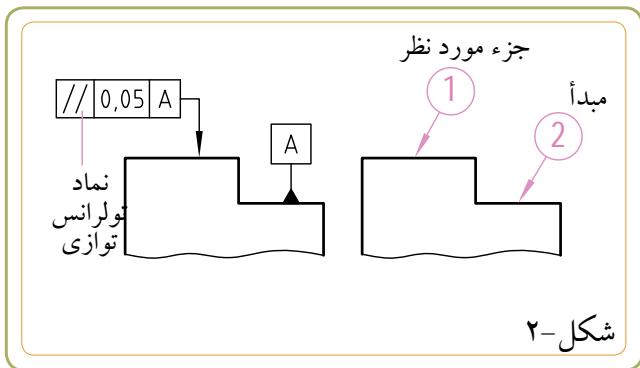 جزء مورد نظر
1
مبدأ
2
// 0,05 A
A
نماد
تولرانس
توازی
شکل-۲